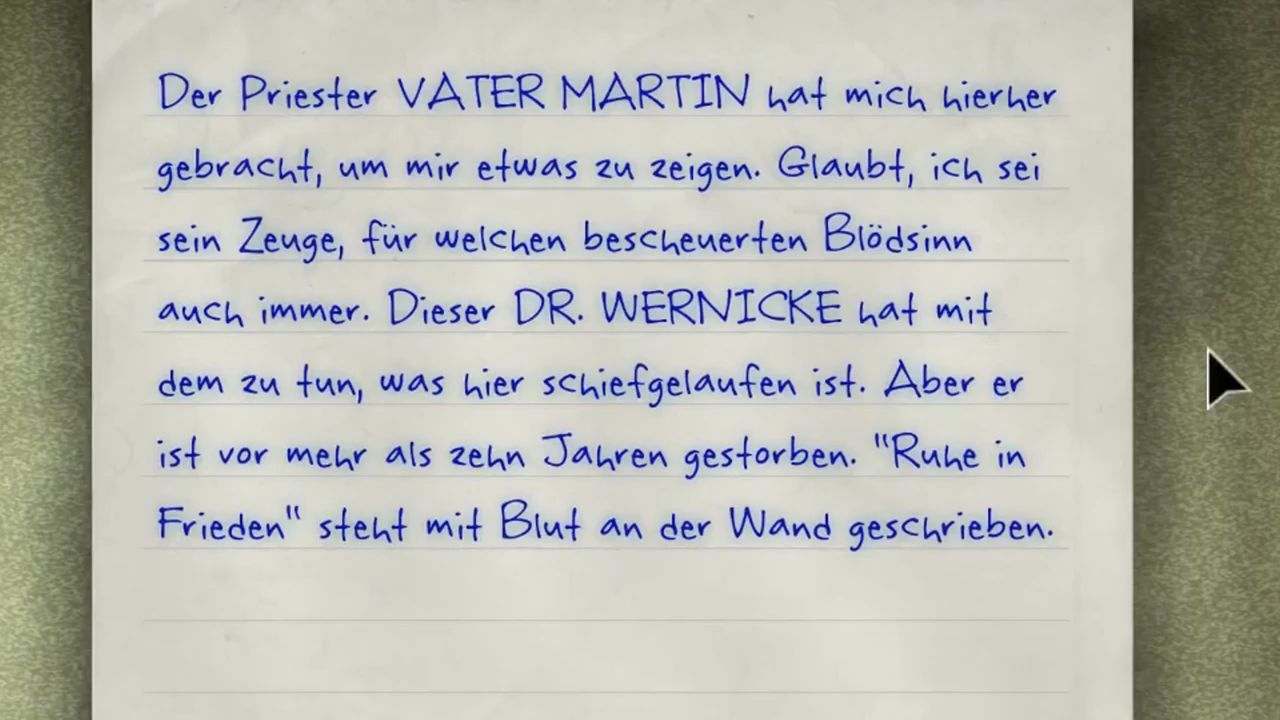 Der Priester VATER MARTIN hat mich hierher
gebracht, um mir etwas zu zeigen. Glaubt, ich sei
sein Zeuge, für welchen bescheuerten Blödsinn
auch immer. Dieser DR. WERNICKE hat mit
dem zu tun, was hier schiefgelaufen ist. Aber er
ist vor mehr als zehn Jahren gestorben. "Ruhe in
Frieden" steht mit Blut an der Wand geschrieben.